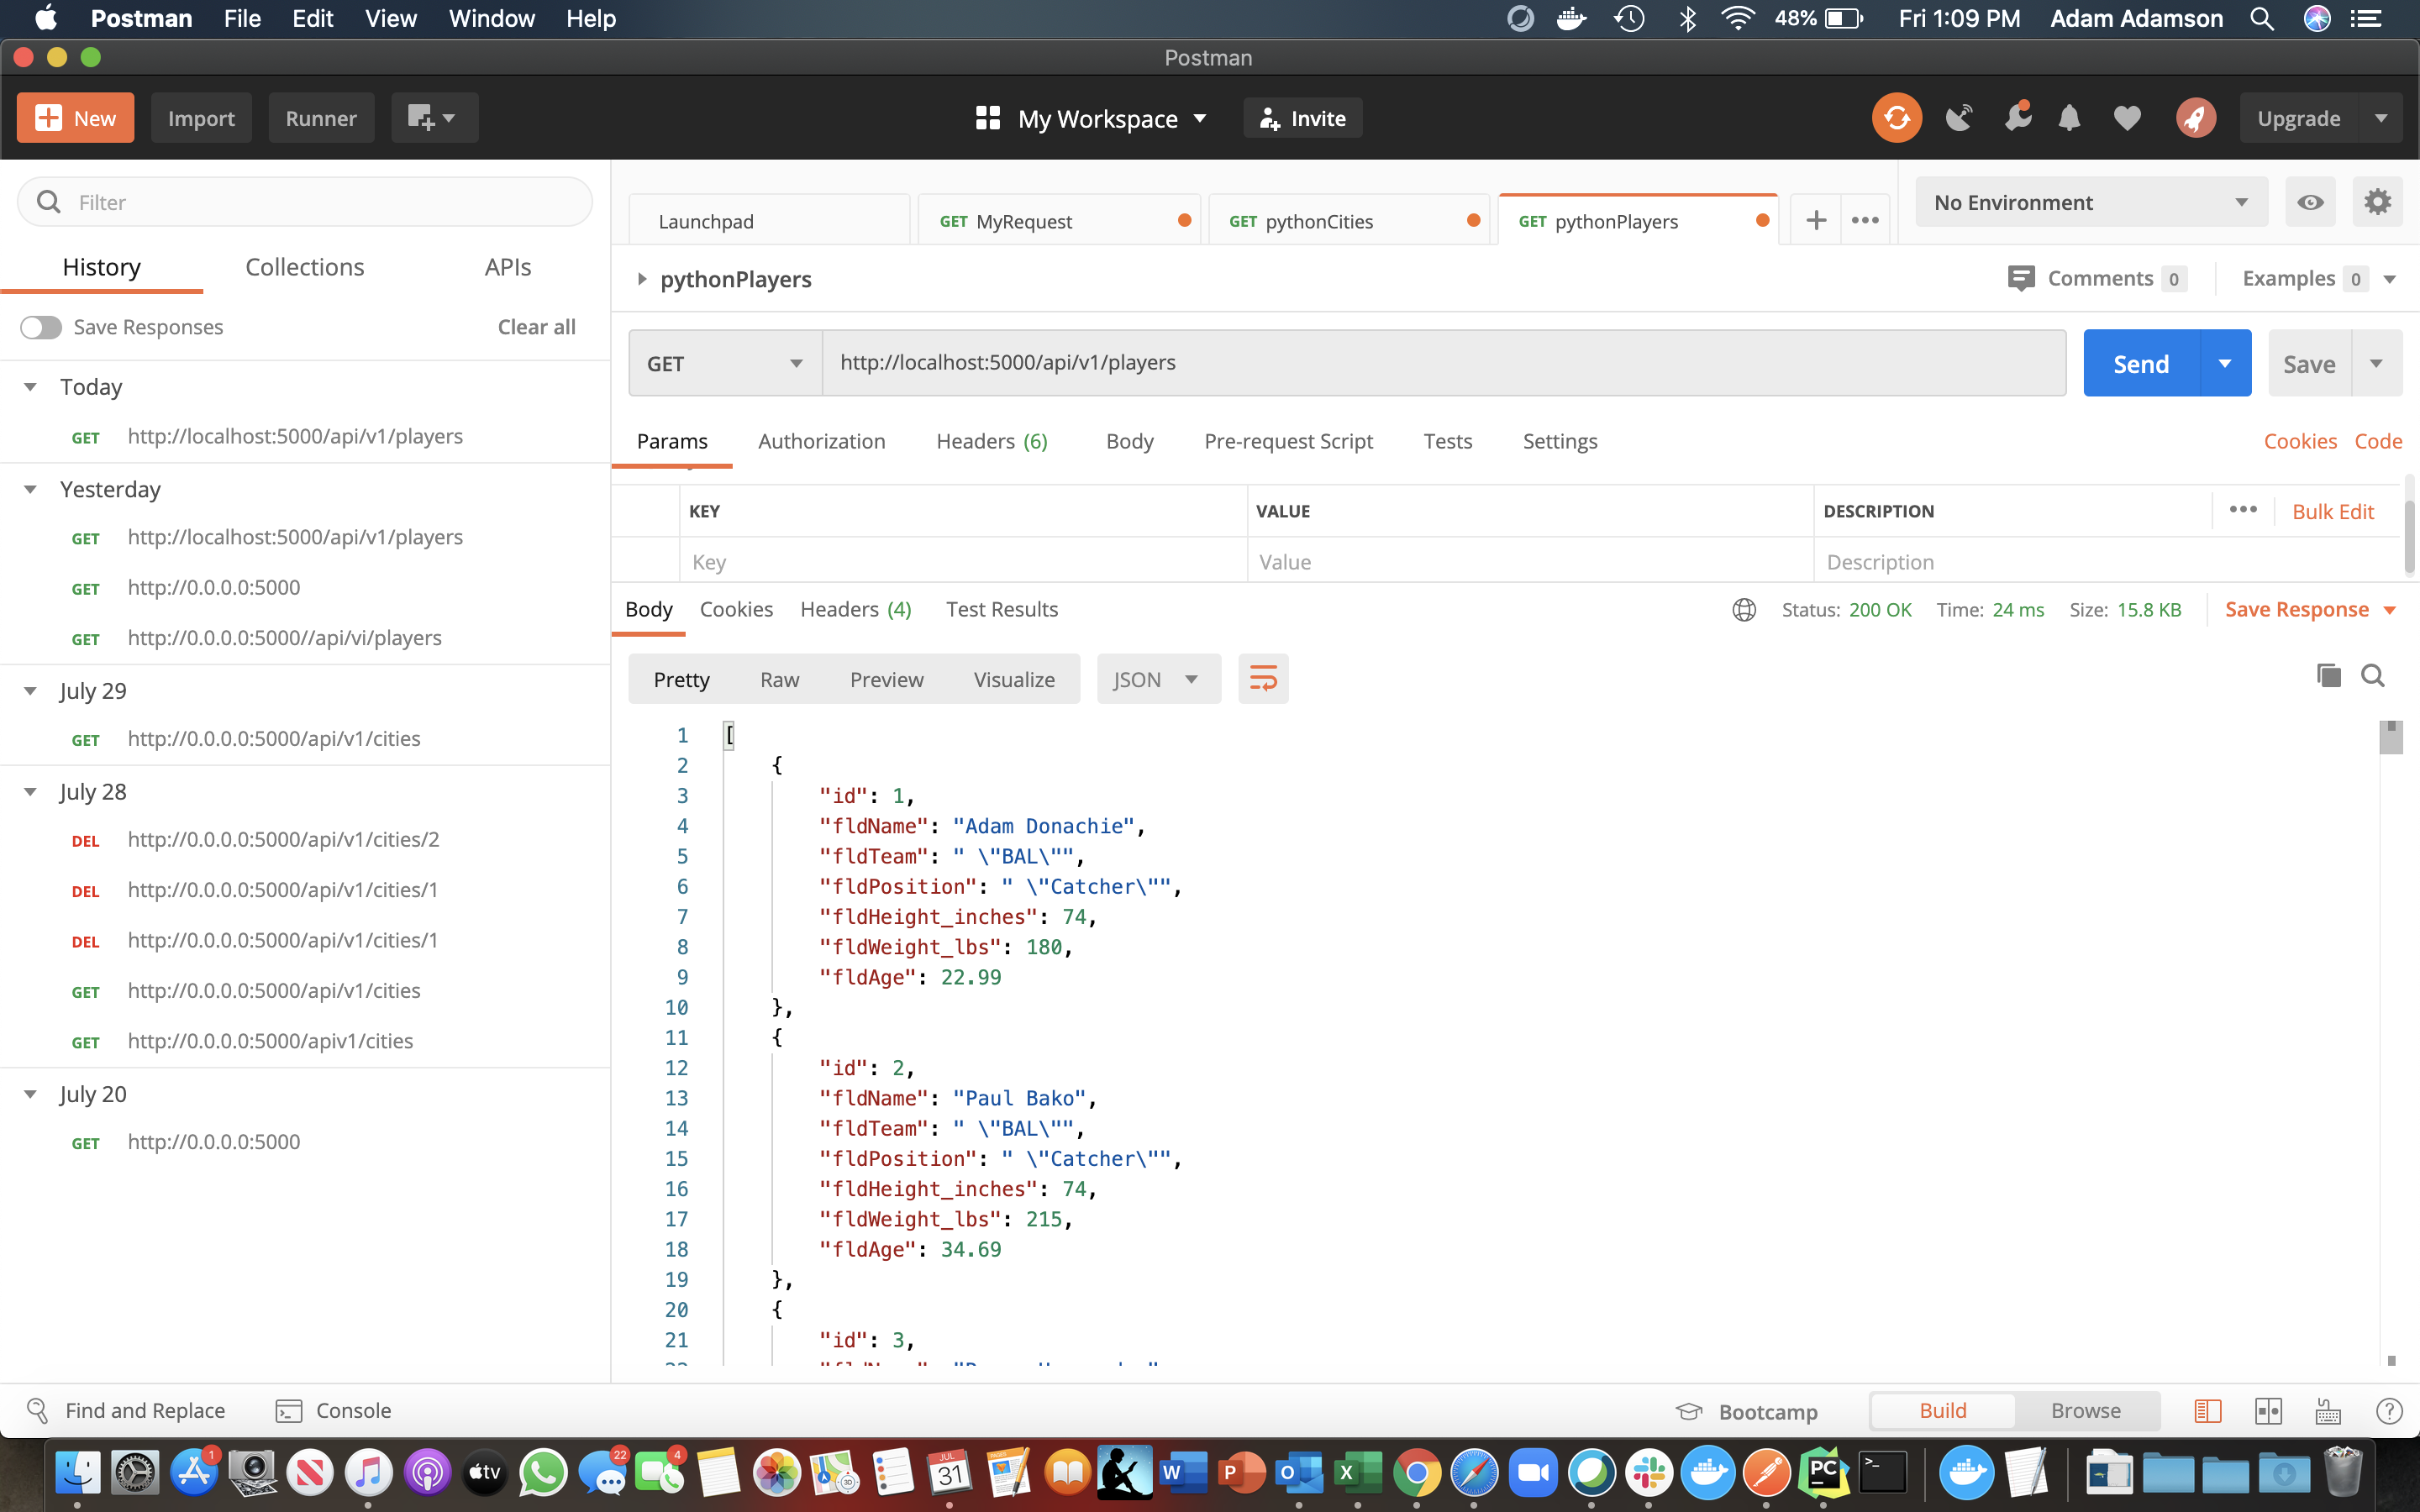 Postman File Edit View Window Help 48% Fri 1:09 PM Adam Adamson
Postman
New Import Runner My Workspace Invite Upgrade
Filter
History Collections APIs
Save Responses Clear all
Today
GET http://localhost:5000/api/v1/players
Yesterday
GET http://localhost:5000/api/v1/players
GET http://0.0.0.0:5000
GET http://0.0.0.0:5000//api/vi/players
July 29
GET http://0.0.0.0:5000/api/v1/cities
July 28
DEL http://0.0.0.0:5000/api/v1/cities/2
DEL http://0.0.0.0:5000/api/v1/cities/1
DEL http://0.0.0.0:5000/api/v1/cities/1
GET http://0.0.0.0:5000/api/v1/cities
GET http://0.0.0.0:5000/apiv1/cities
July 20
GET http://0.0.0.0:5000
Launchpad GET MyRequest GET pythonCities GET pythonPlayers No Environment
pythonPlayers Comments 0 Examples 0
GET http://localhost:5000/api/v1/players Send Save
Params Authorization Headers (6) Body Pre-request Script Tests Settings Cookies Code
KEY VALUE DESCRIPTION Bulk Edit
Key Value Description
Body Cookies Headers (4) Test Results Status: 200 OK Time: 24 ms Size: 15.8 KB Save Response
Pretty Raw Preview Visualize JSON
1 [
2 {
3 "id": 1,
4 "fldName": "Adam Donachie",
5 "fldTeam": " \"BAL\"",
6 "fldPosition": " \"Catcher\"",
7 "fldHeight_inches": 74,
8 "fldWeight_lbs": 180,
9 "fldAge": 22.99
10 },
11 {
12 "id": 2,
13 "fldName": "Paul Bako",
14 "fldTeam": " \"BAL\"",
15 "fldPosition": " \"Catcher\"",
16 "fldHeight_inches": 74,
17 "fldWeight_lbs": 215,
18 "fldAge": 34.69
19 },
20 {
21 "id": 3,
Find and Replace Console Bootcamp Build Browse
1 tv 22 4 JUL 31 PAGES 3D W P O X PC >_